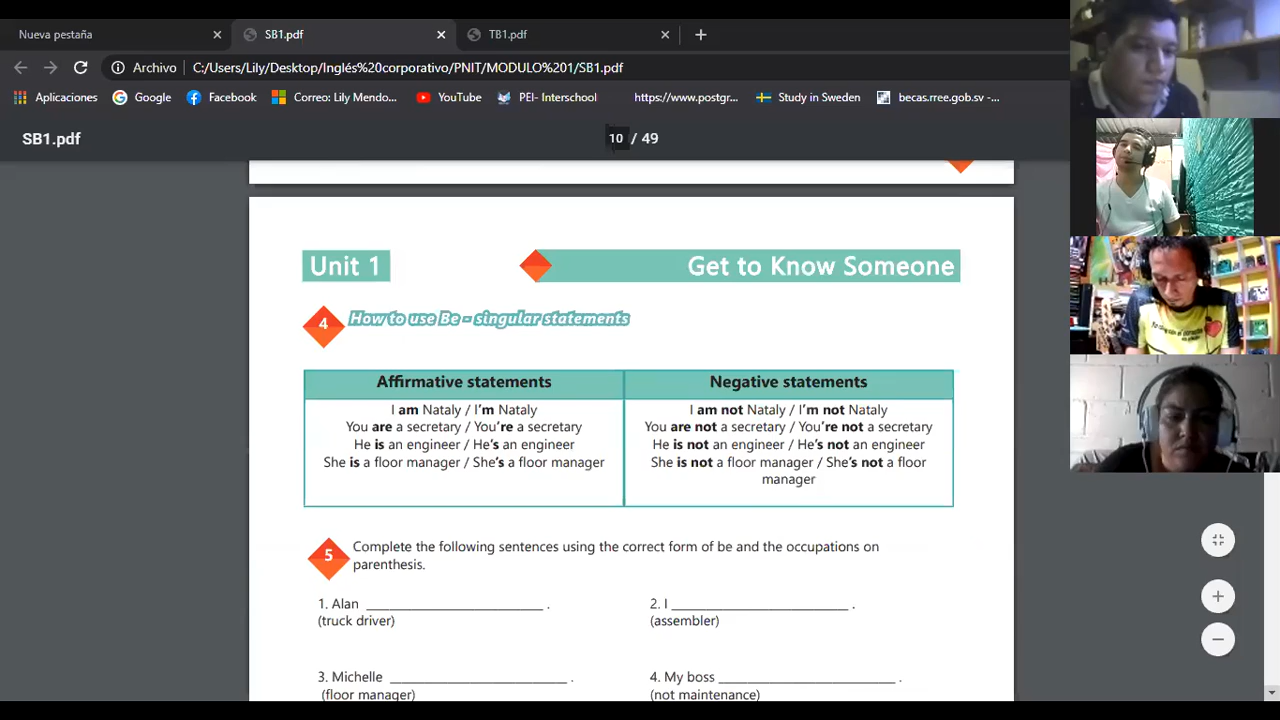 Nueva pestaña
SB1.pdf
TB1.pdf
Archivo
C:/Users/Lily/Desktop/Inglés%20corporativo/PNIT/MODULO%201/SB1.pdf
Aplicaciones
Google
Facebook
Correo: Lily Mendo...
YouTube
PEI- Interschool
https://www.postgr...
Study in Sweden
becas.rree.gob.sv -...
SB1.pdf
10 / 49
Unit 1
Get to Know Someone
4 How to use Be - singular statements
Affirmative statements
I am Nataly / I'm Nataly
You are a secretary / You're a secretary
He is an engineer / He's an engineer
She is a floor manager / She's a floor manager
Negative statements
I am not Nataly / I'm not Nataly
You are not a secretary / You're not a secretary
He is not an engineer / He's not an engineer
She is not a floor manager / She's not a floor
manager
5 Complete the following sentences using the correct form of be and the occupations on
parenthesis.
1. Alan ______________________ .
(truck driver)
2. I ______________________ .
(assembler)
3. Michelle ______________________ .
(floor manager)
4. My boss ______________________ .
(not maintenance)